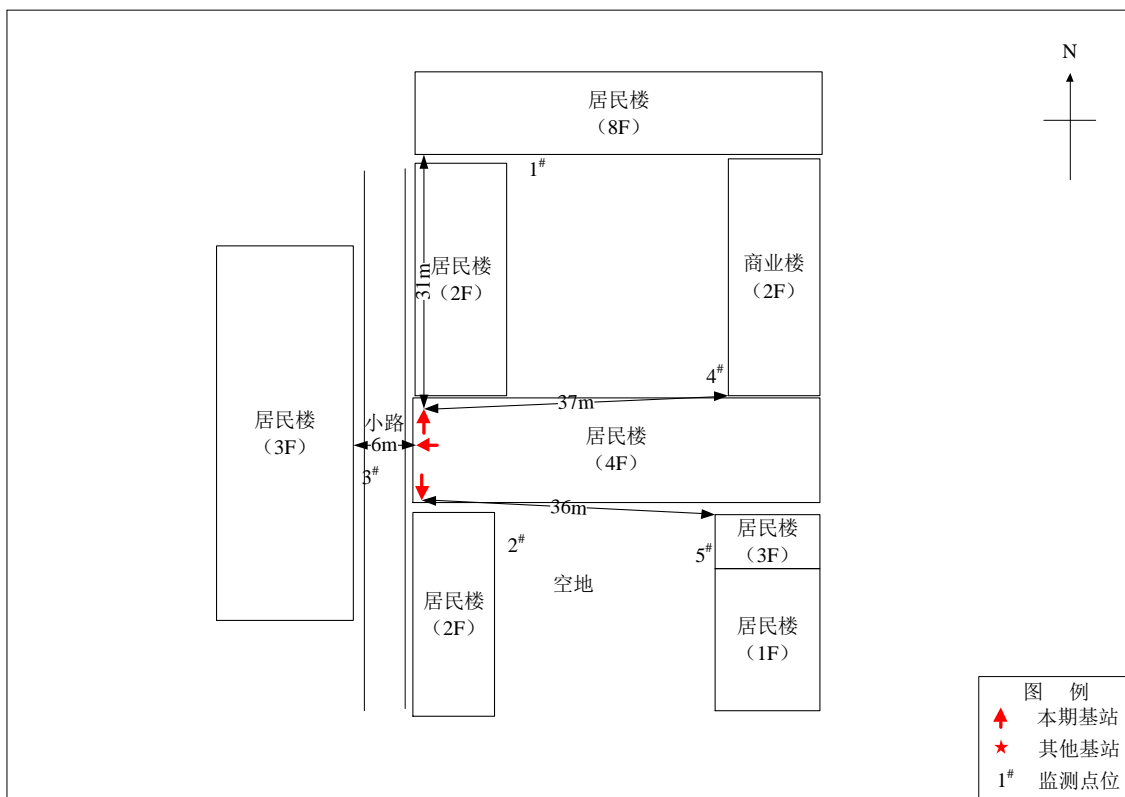 N
居民楼
（8F）
1#
居民楼
（2F）
31m
商业楼
（2F）
4#
37m
居民楼
（3F）
小路
6m
3#
居民楼
（4F）
36m
2#
5#
居民楼
（3F）
空地
居民楼
（2F）
居民楼
（1F）
图 例
本期基站
其他基站
1# 监测点位